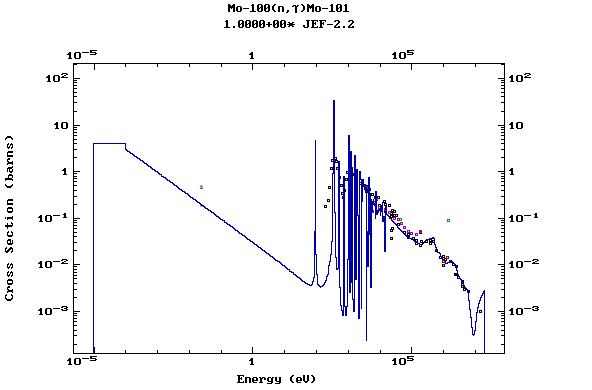 Mo-100(n,γ)Mo-101
1.0000+00* JEF-2.2
10⁻⁵ 1 10⁵
10² 10²
10 10
1 1
10⁻¹ 10⁻¹
10⁻² 10⁻²
10⁻³ 10⁻³
Cross Section (barns)
10⁻⁵ 1 10⁵
Energy (eV)